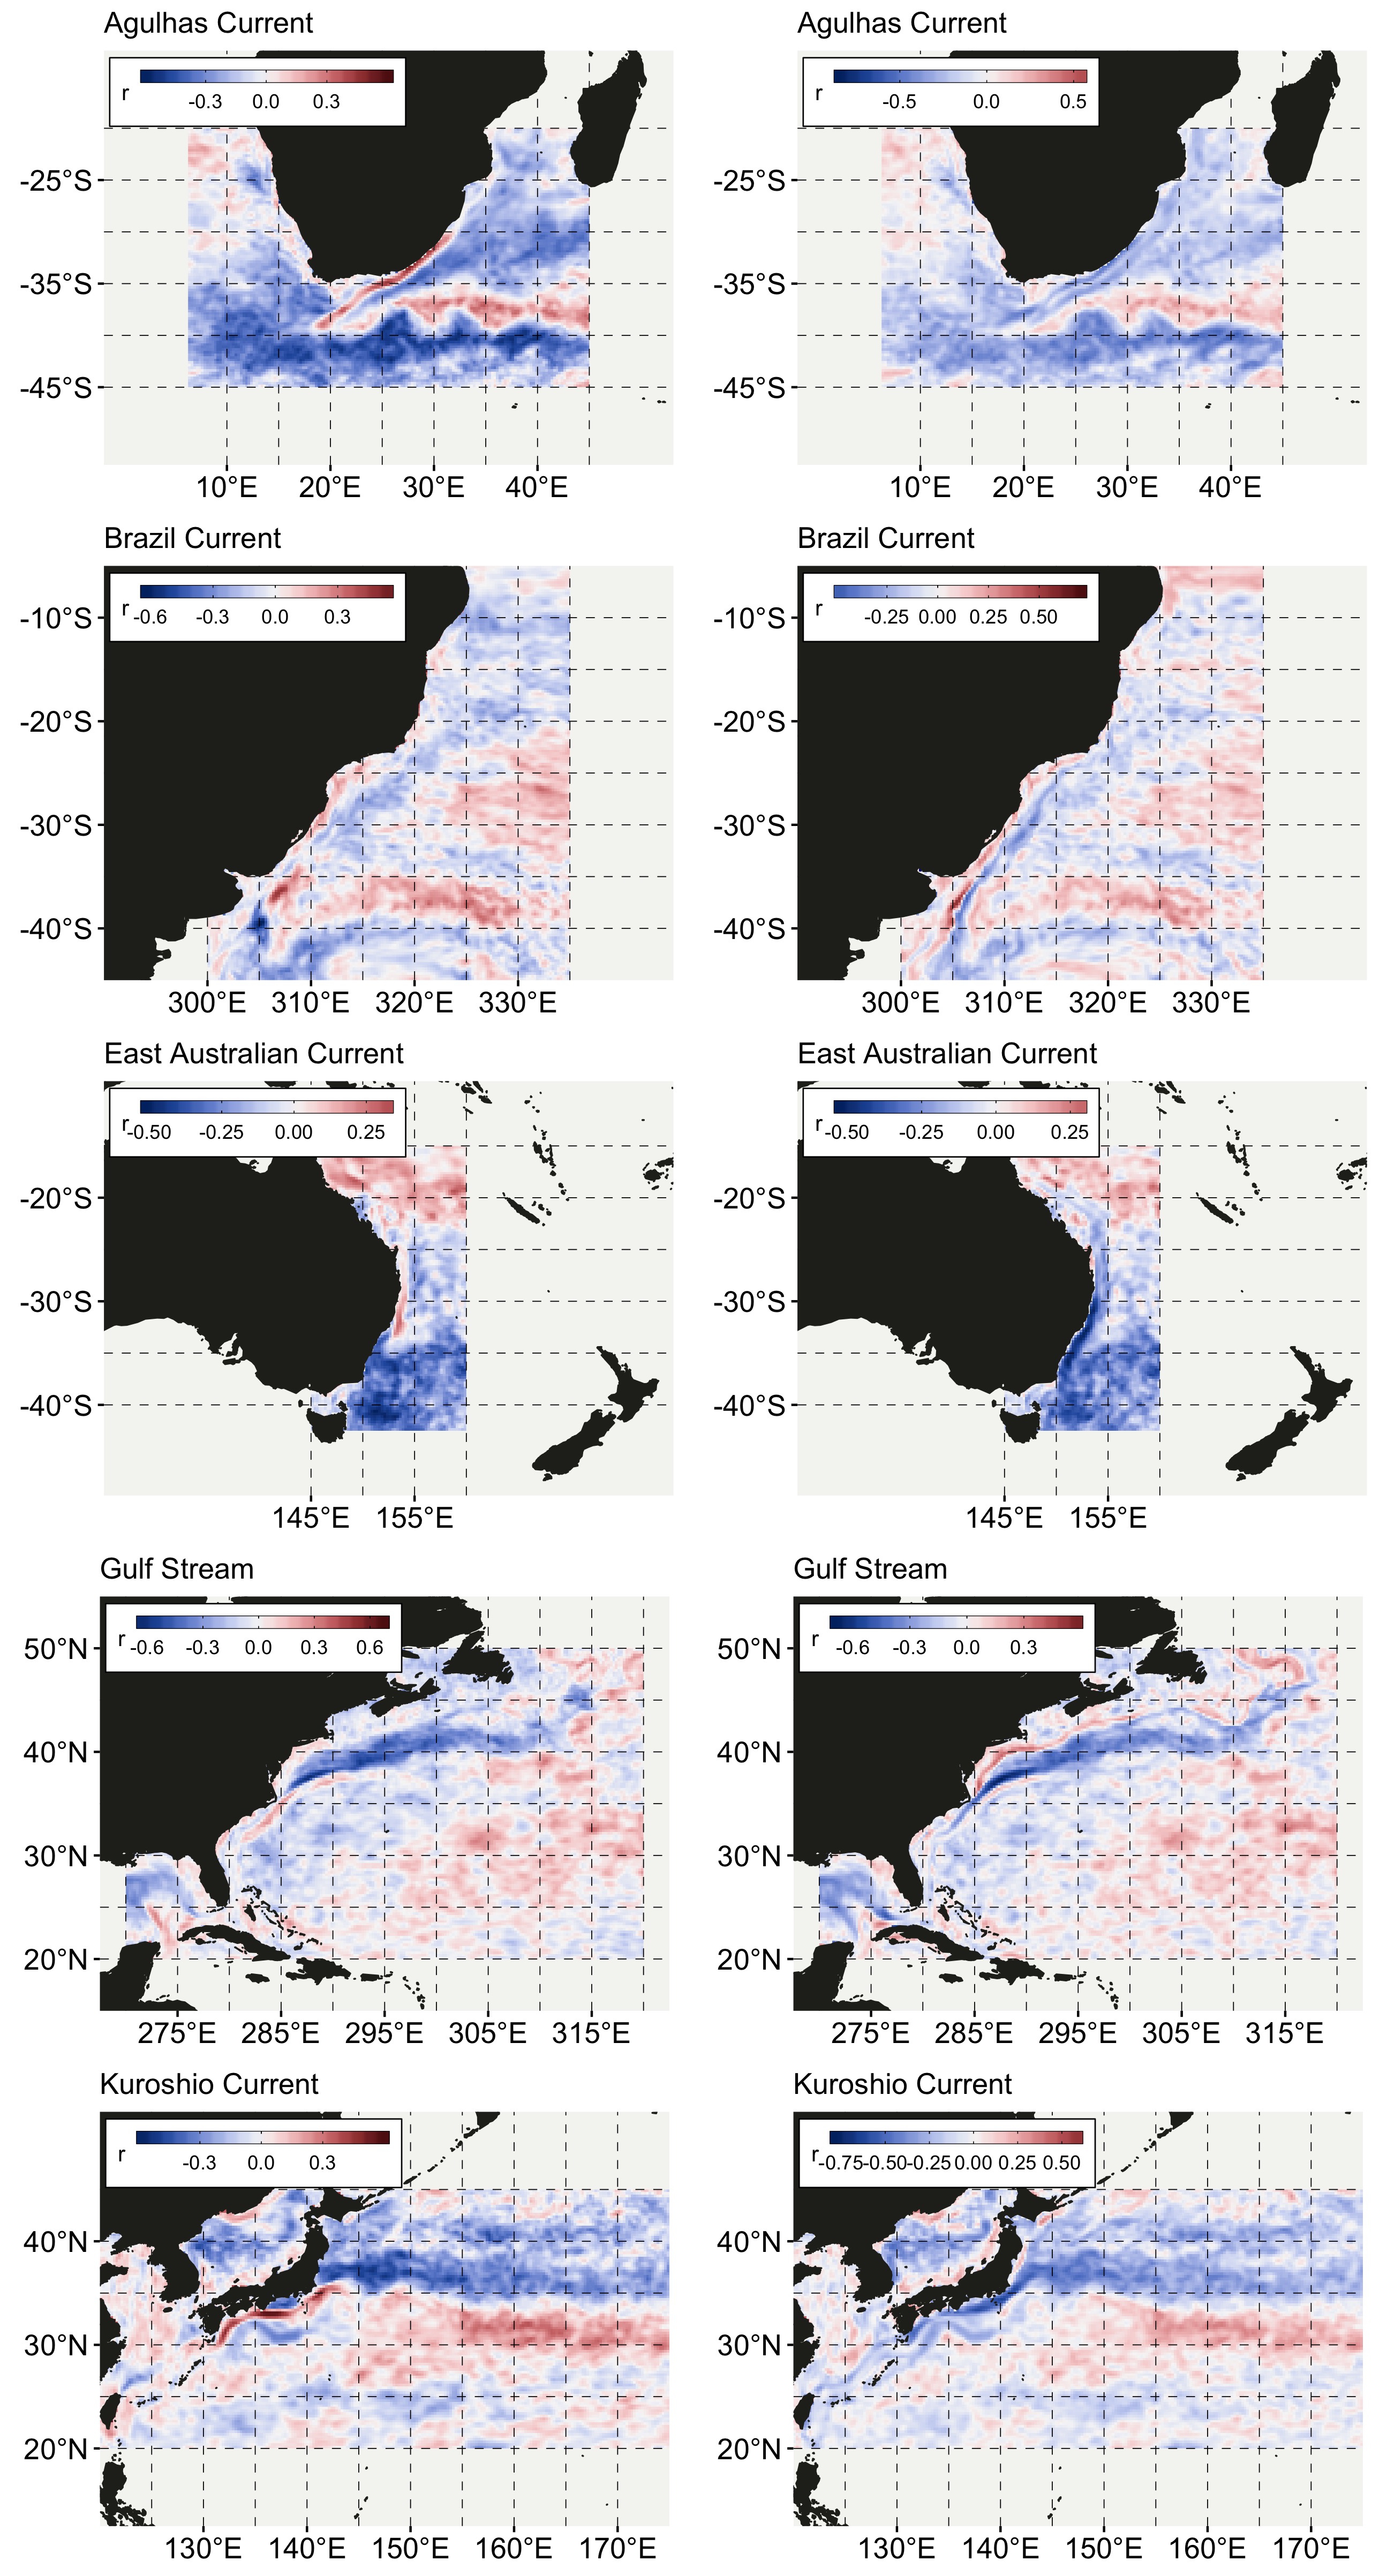 Agulhas Current
Agulhas Current
r
-0.3 0.0 0.3
r
-0.5 0.0 0.5
-25°S
-35°S
-45°S
-25°S
-35°S
-45°S
10°E 20°E 30°E 40°E
10°E 20°E 30°E 40°E
Brazil Current
Brazil Current
r -0.6 -0.3 0.0 0.3
r -0.25 0.00 0.25 0.50
-10°S
-20°S
-30°S
-40°S
-10°S
-20°S
-30°S
-40°S
300°E 310°E 320°E 330°E
300°E 310°E 320°E 330°E
East Australian Current
East Australian Current
r -0.50 -0.25 0.00 0.25
r -0.50 -0.25 0.00 0.25
-20°S
-30°S
-40°S
-20°S
-30°S
-40°S
145°E 155°E
145°E 155°E
Gulf Stream
Gulf Stream
r -0.6 -0.3 0.0 0.3 0.6
r -0.6 -0.3 0.0 0.3
50°N
40°N
30°N
20°N
50°N
40°N
30°N
20°N
275°E 285°E 295°E 305°E 315°E
275°E 285°E 295°E 305°E 315°E
Kuroshio Current
Kuroshio Current
r -0.3 0.0 0.3
r -0.75 -0.50 -0.25 0.00 0.25 0.50
40°N
30°N
20°N
40°N
30°N
20°N
130°E 140°E 150°E 160°E 170°E
130°E 140°E 150°E 160°E 170°E